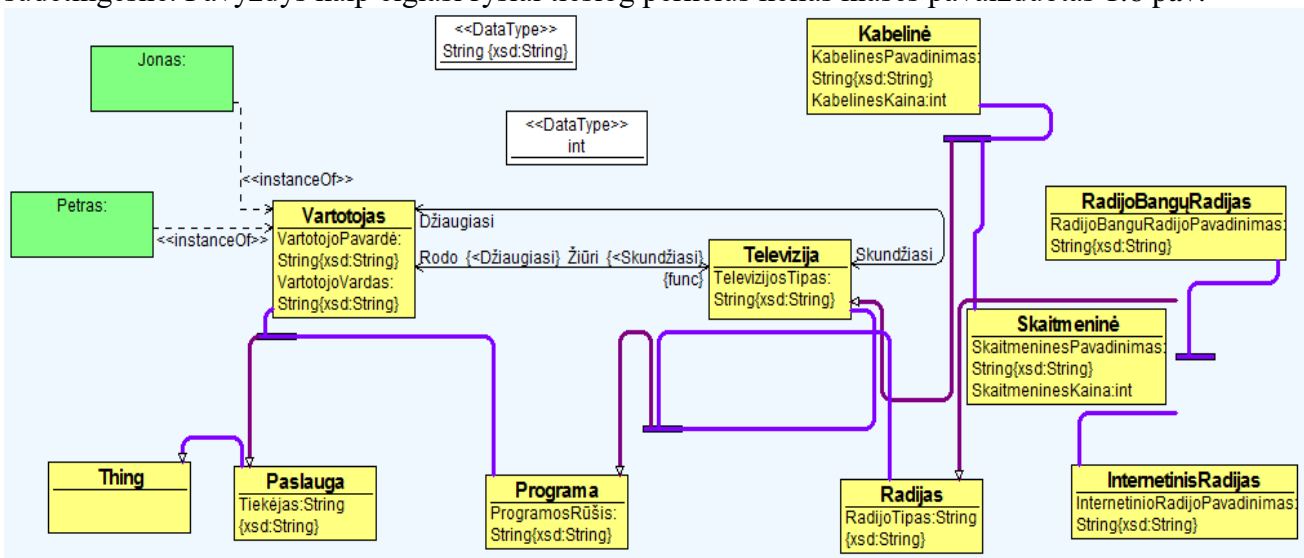 <<DataType>>
String {xsd:String}
Kabelinė
KabelinesPavadinimas:
String{xsd:String}
KabelinesKaina:int
Jonas:
<<DataType>>
int
<<instanceOf>>
Petras:
<<instanceOf>>
Vartotojas
VartotojoPavardė:
String{xsd:String}
VartotojoVardas:
String{xsd:String}
Džiaugiasi
Rodo {<Džiaugiasi} Žiūri {<Skundžiasi}
{func}
Televizija
TelevizijosTipas:
String{xsd:String}
Skundžiasi
RadijoBangųRadijas
RadijoBanguRadijoPavadinimas:
String{xsd:String}
Skaitmeninė
SkaitmeninesPavadinimas:
String{xsd:String}
SkaitmeninesKaina:int
Thing
Paslauga
Tiekėjas:String
{xsd:String}
Programa
ProgramosRūšis:
String{xsd:String}
Radijas
RadijoTipas:String
{xsd:String}
InternetinisRadijas
InternetinioRadijoPavadinimas:
String{xsd:String}